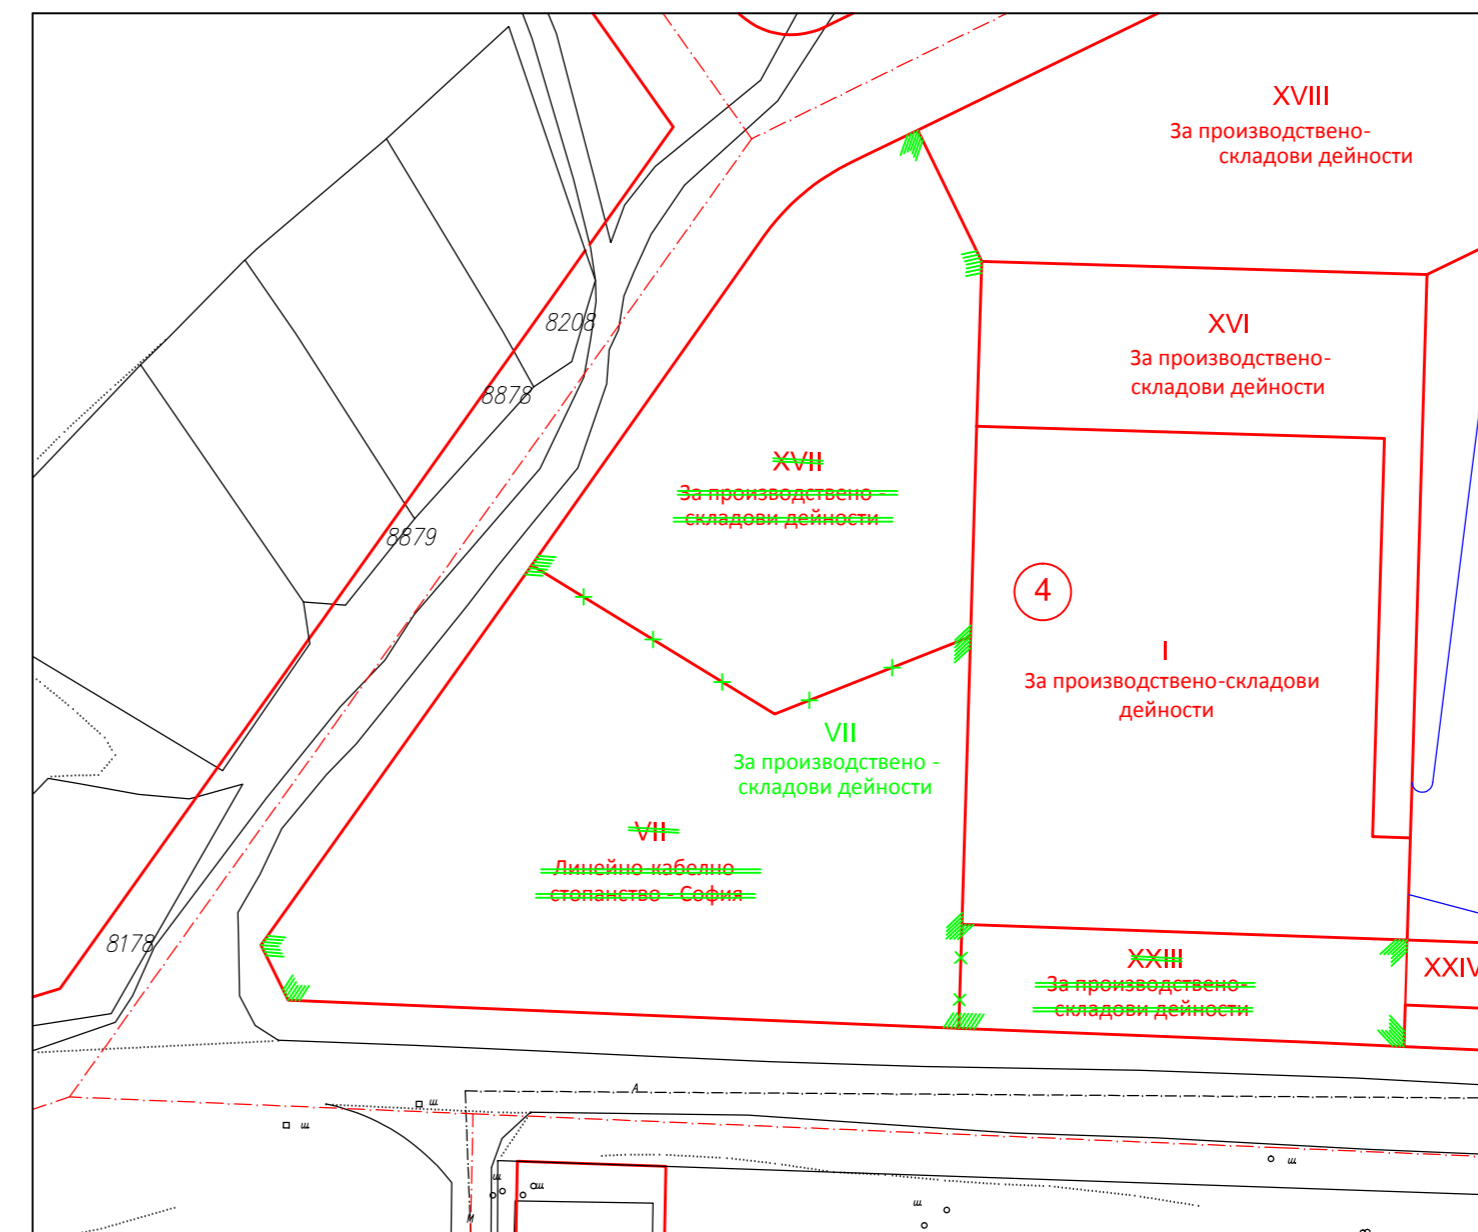 XVIII
За производствено-
складови дейности
8208
XVI
За производствено-
складови дейности
8878
XVII
За производствено -
складови дейности
8879
4
I
За производствено-складови
дейности
VII
За производствено -
складови дейности
VII
Линейно-кабелно
стопанство - София
8178
XXIII
За производствено-
складови дейности
XXIV
А
ш
ш
ш
ш
ш
ш
м
в